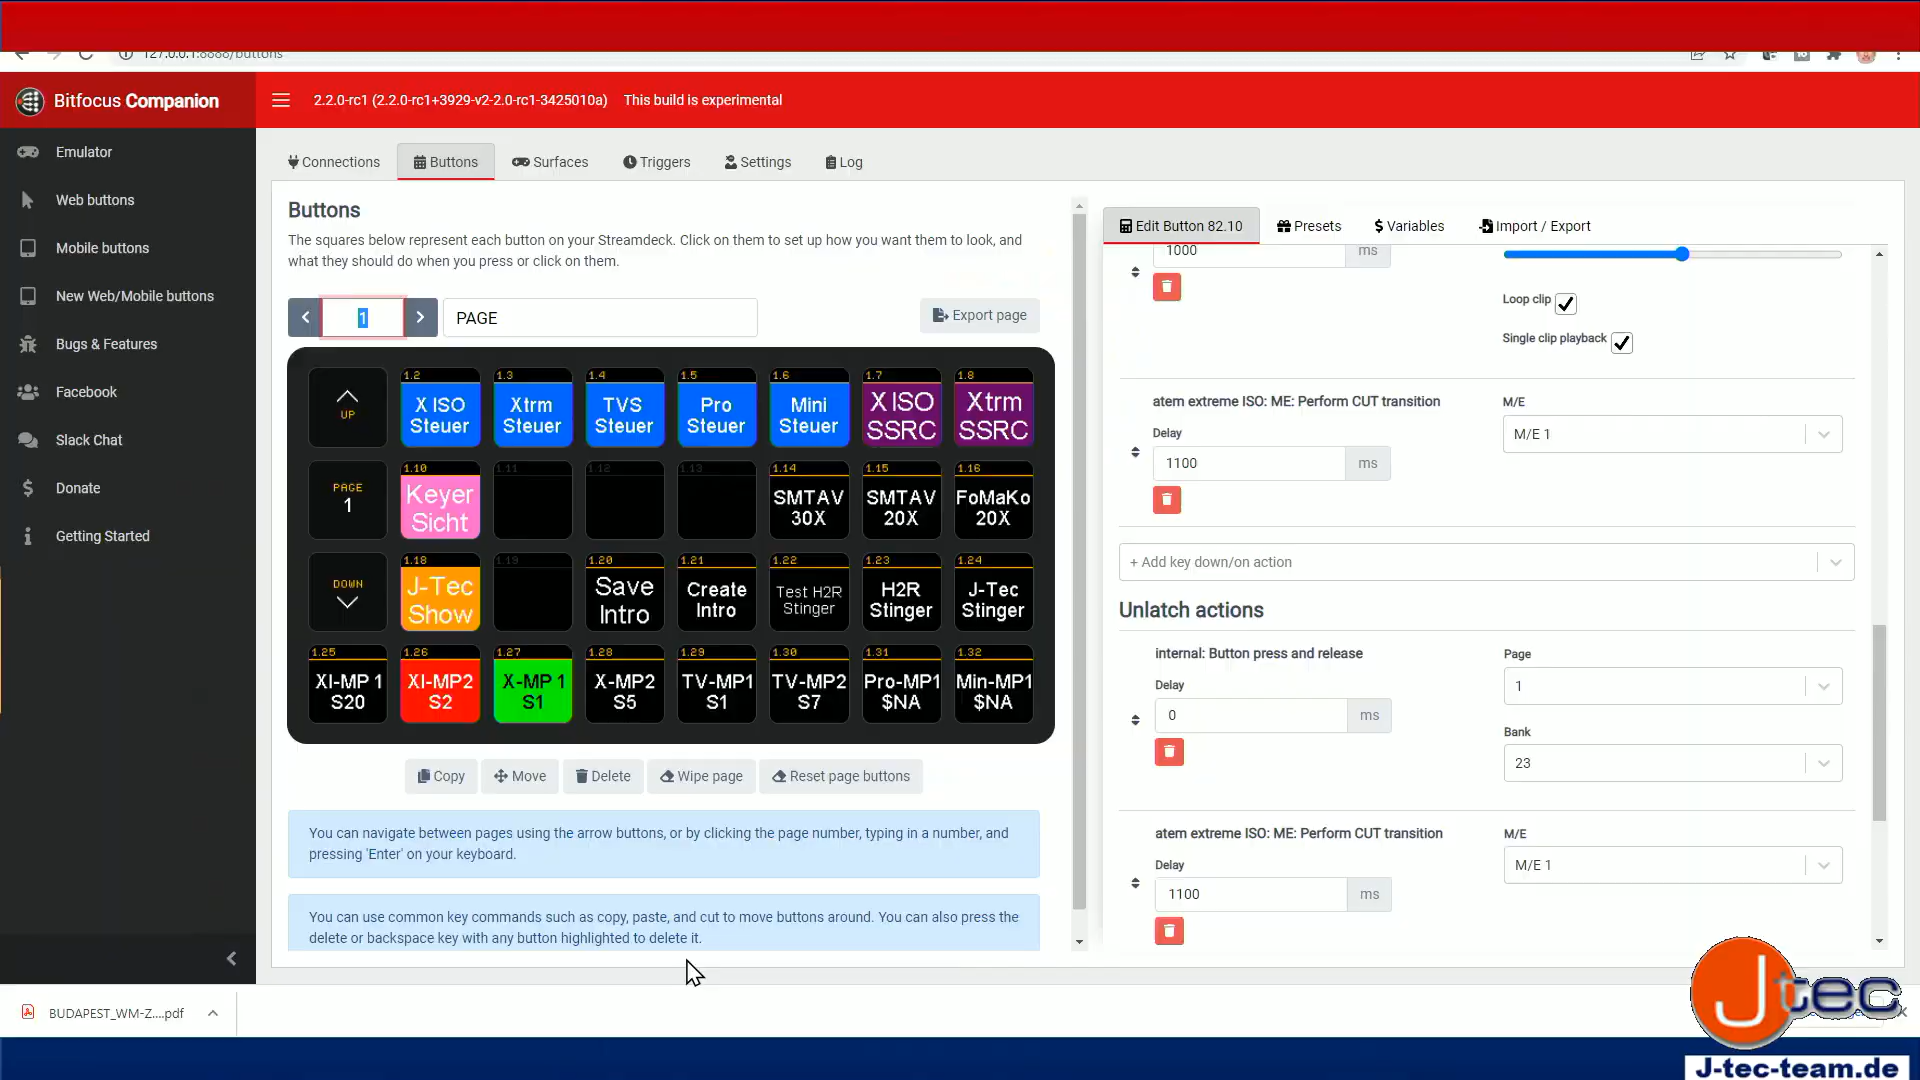 127.0.0.1:8888/buttons
Bitfocus Companion
2.2.0-rc1 (2.2.0-rc1+3929-v2-2.0-rc1-3425010a) This build is experimental
Emulator
Web buttons
Mobile buttons
New Web/Mobile buttons
Bugs & Features
Facebook
Slack Chat
Donate
Getting Started
Connections
Buttons
Surfaces
Triggers
Settings
Log
Buttons
The squares below represent each button on your Streamdeck. Click on them to set up how you want them to look, and
what they should do when you press or click on them.
1
PAGE
Export page
UP
1.2
X ISO
Steuer
1.3
Xtrm
Steuer
1.4
TVS
Steuer
1.5
Pro
Steuer
1.6
Mini
Steuer
1.7
X ISO
SSRC
1.8
Xtrm
SSRC
PAGE
1
1.10
Keyer
Sicht
1.11
1.12
1.13
1.14
SMTAV
30X
1.15
SMTAV
20X
1.16
FoMaKo
20X
DOWN
1.18
J-Tec
Show
1.19
1.20
Save
Intro
1.21
Create
Intro
1.22
Test H2R
Stinger
1.23
H2R
Stinger
1.24
J-Tec
Stinger
1.25
XI-MP 1
S20
1.26
XI-MP2
S2
1.27
X-MP 1
S1
1.28
X-MP2
S5
1.29
TV-MP1
S1
1.30
TV-MP2
S7
1.31
Pro-MP1
$NA
1.32
Min-MP1
$NA
Copy
Move
Delete
Wipe page
Reset page buttons
You can navigate between pages using the arrow buttons, or by clicking the page number, typing in a number, and
pressing 'Enter' on your keyboard.
You can use common key commands such as copy, paste, and cut to move buttons around. You can also press the
delete or backspace key with any button highlighted to delete it.
Edit Button 82.10
Presets
Variables
Import / Export
1000
ms
Loop clip
Single clip playback
atem extreme ISO: ME: Perform CUT transition
Delay
1100
ms
M/E
M/E 1
+ Add key down/on action
Unlatch actions
internal: Button press and release
Delay
0
ms
Page
1
Bank
23
atem extreme ISO: ME: Perform CUT transition
Delay
1100
ms
M/E
M/E 1
BUDAPEST_WM-Z....pdf
Jtec
J-tec-team.de